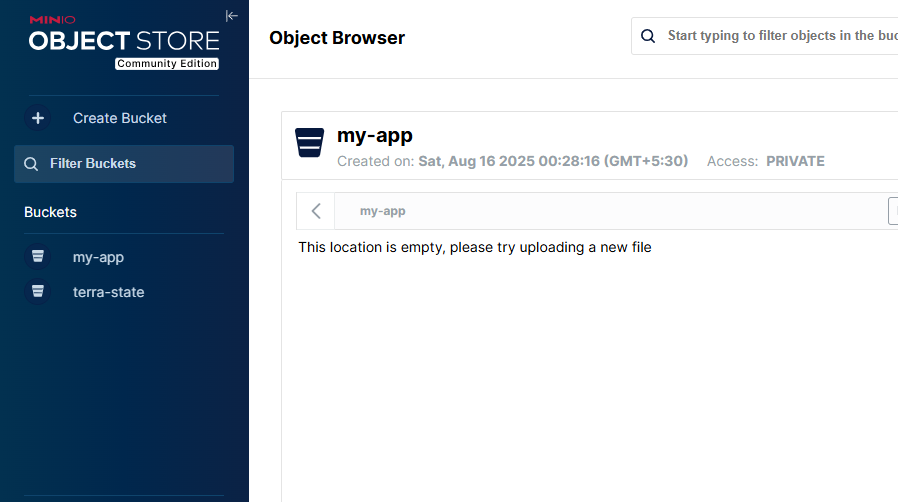 MINIO
OBJECT STORE
Community Edition
Create Bucket
Filter Buckets
Buckets
my-app
terra-state
Object Browser
Start typing to filter objects in the
my-app
Created on: Sat, Aug 16 2025 00:28:16 (GMT+5:30) Access: PRIVATE
my-app
This location is empty, please try uploading a new file